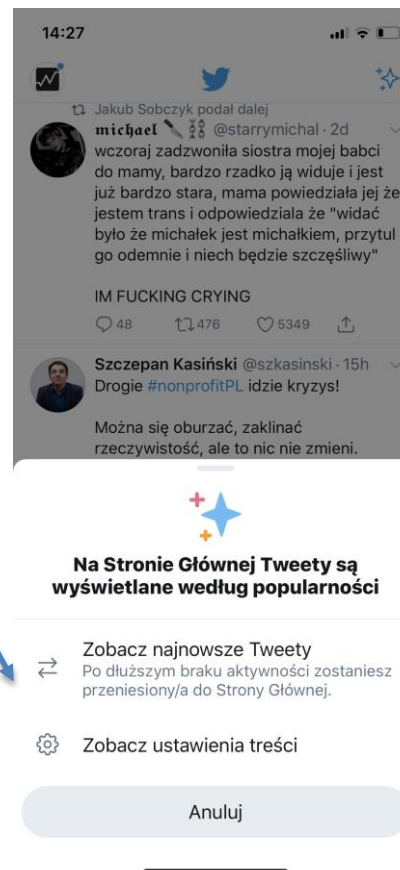 14:27
Jakub Sobczyk podał dalej
michael @starrymichal · 2d
wczoraj zadzwoniła siostra mojej babci
do mamy, bardzo rzadko ją widuje i jest
już bardzo stara, mama powiedziała jej że
jestem trans i odpowiedziala że "widać
było że michałek jest michałkiem, przytul
go odemnie i niech będzie szczęśliwy"
IM FUCKING CRYING
48 476 5349
Szczepan Kasiński @szkasinski · 15h
Drogie #nonprofitPL idzie kryzys!
Można się oburzać, zaklinać
rzeczywistość, ale to nic nie zmieni.
Na Stronie Głównej Tweety są
wyświetlane według popularności
Zobacz najnowsze Tweety
Po dłuższym braku aktywności zostaniesz
przeniesiony/a do Strony Głównej.
Zobacz ustawienia treści
Anuluj